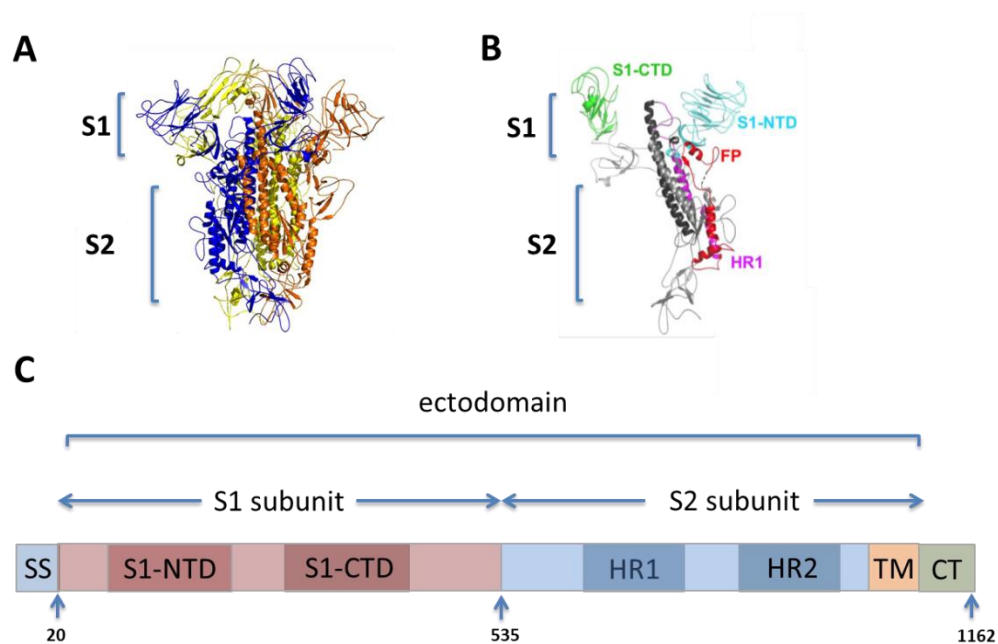 A
S1
S2
B
S1-CTD
S1
S1-NTD
FP
S2
HR1
C
ectodomain
S1 subunit
S2 subunit
SS
S1-NTD
S1-CTD
HR1
HR2
TM
CT
20
535
1162